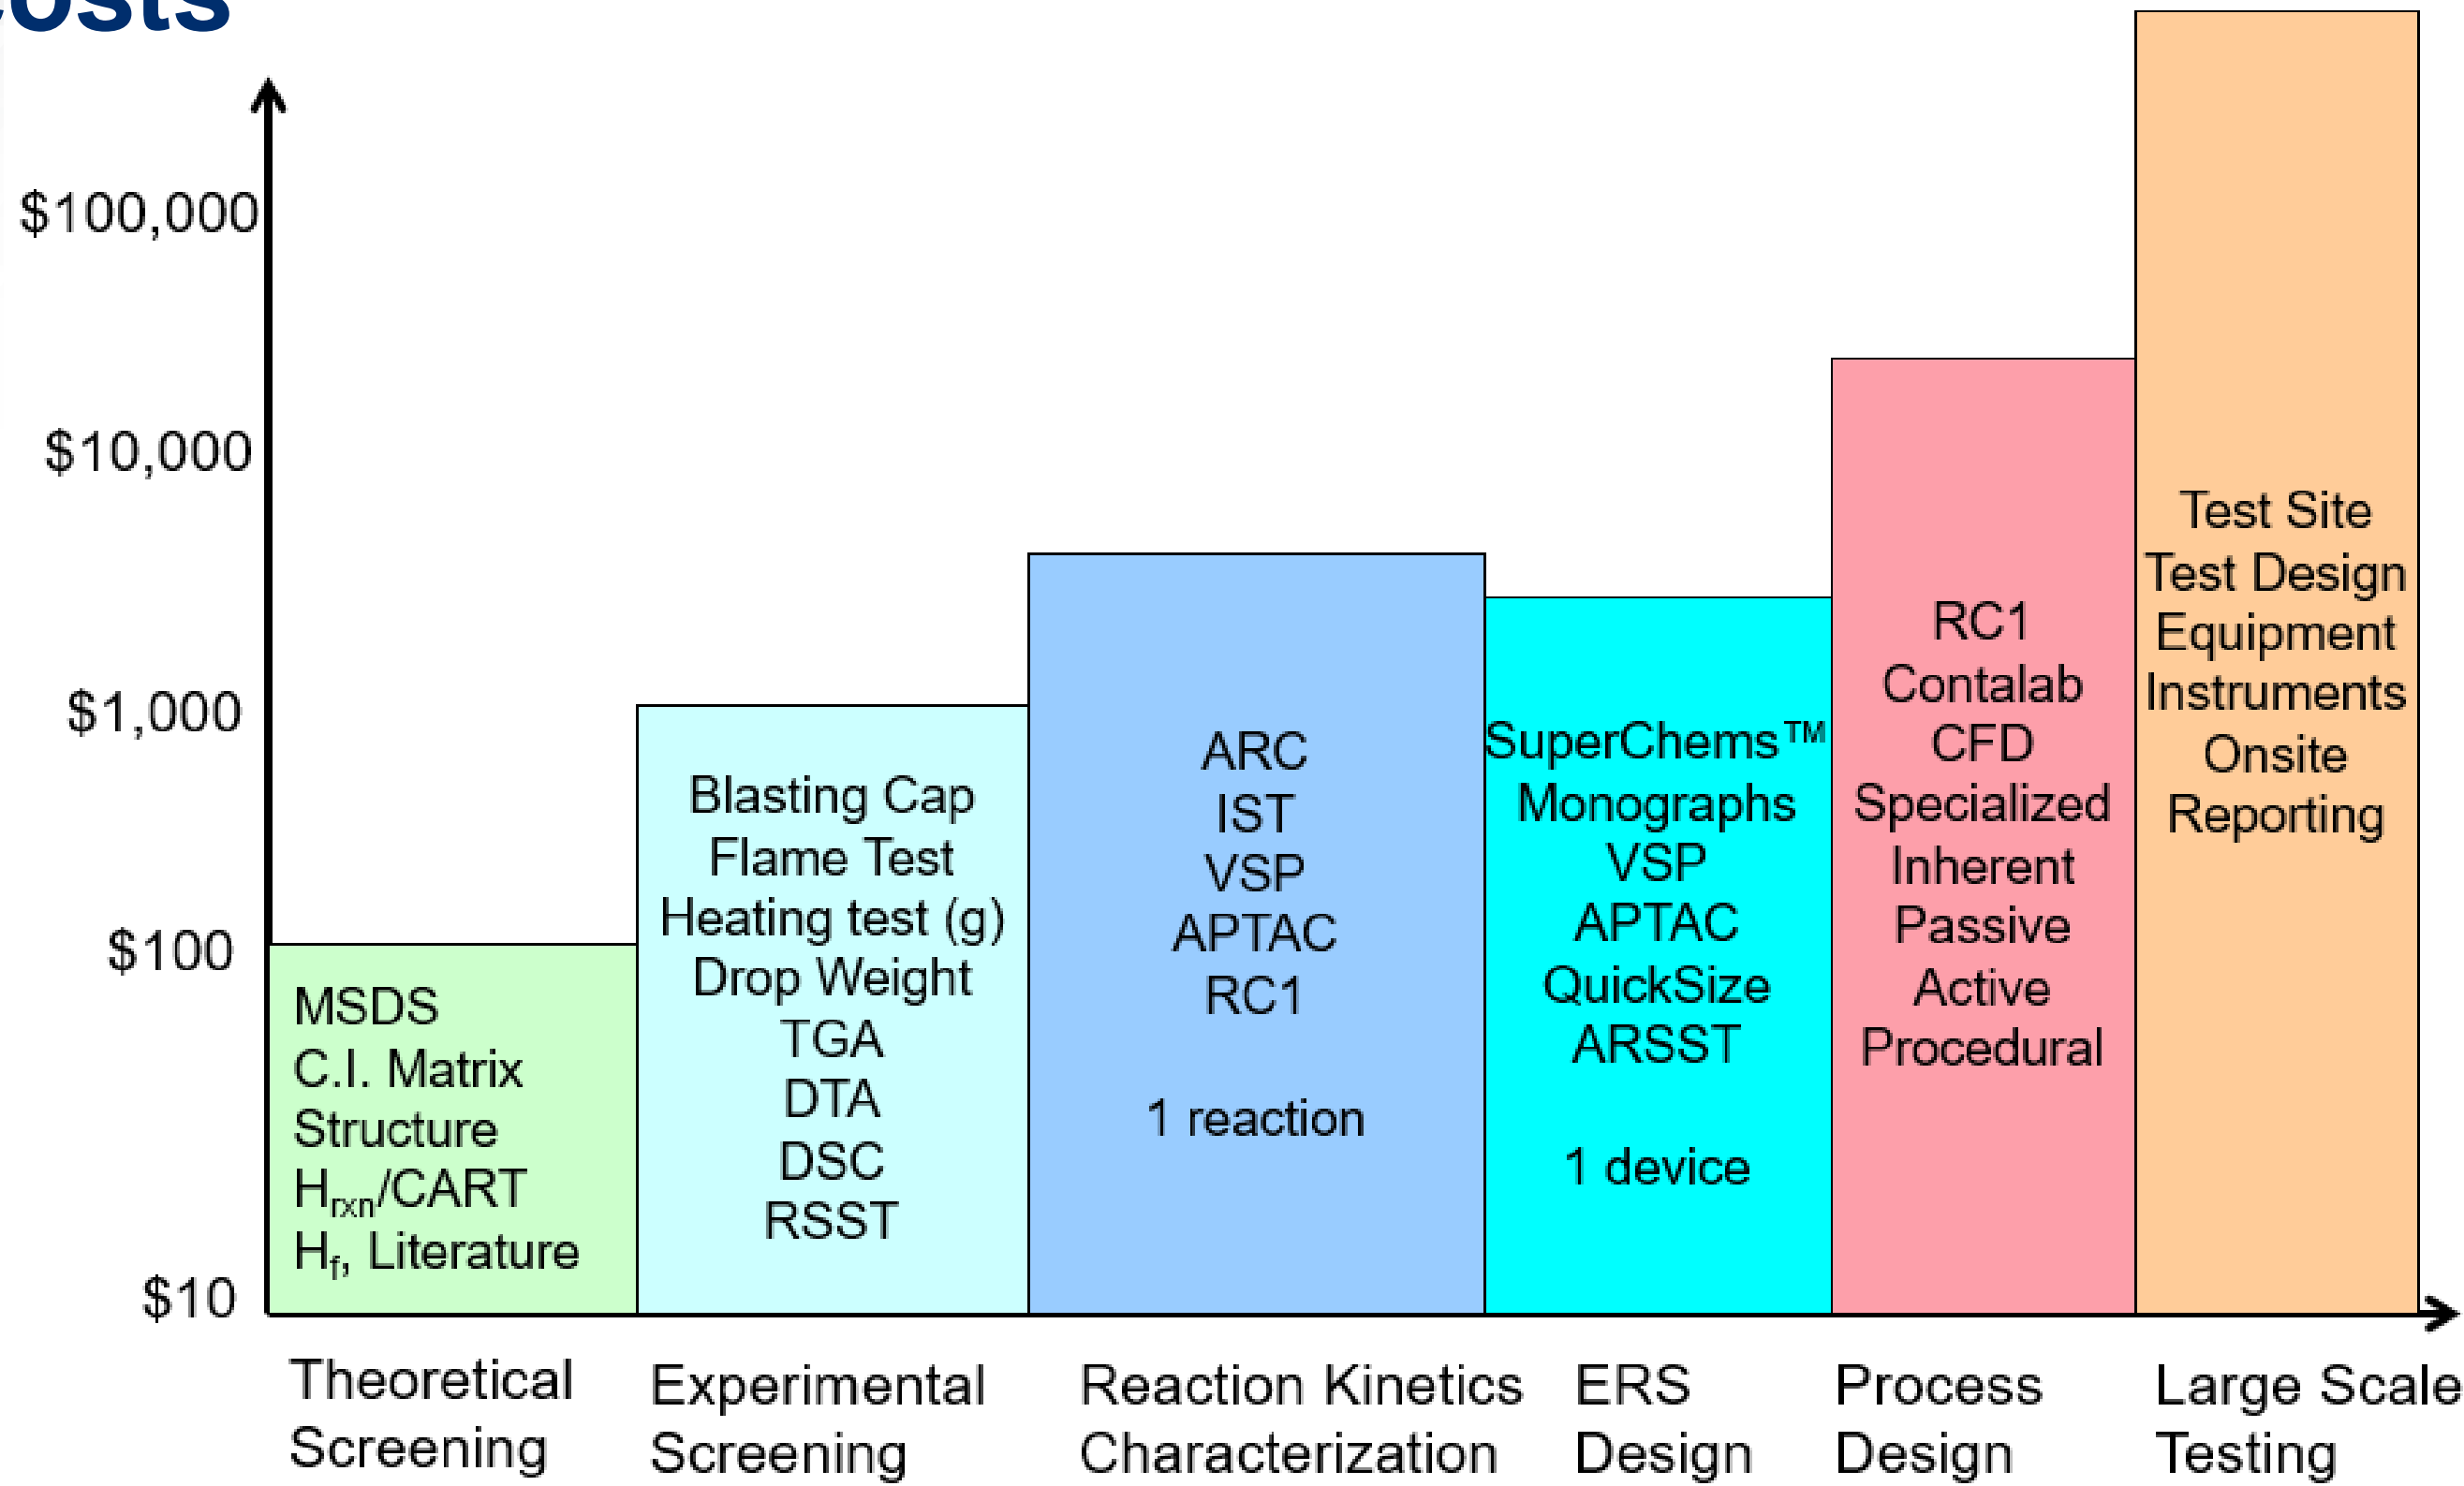 costs
$100,000
$10,000
$1,000
$100
$10
MSDS
C.I. Matrix
Structure
Hrxn/CART
Hf, Literature
Blasting Cap
Flame Test
Heating test (g)
Drop Weight
TGA
DTA
DSC
RSST
ARC
IST
VSP
APTAC
RC1
1 reaction
SuperChems™
Monographs
VSP
APTAC
QuickSize
ARSST
1 device
RC1
Contalab
CFD
Specialized
Inherent
Passive
Active
Procedural
Test Site
Test Design
Equipment
Instruments
Onsite
Reporting
Theoretical
Screening
Experimental
Screening
Reaction Kinetics
Characterization
ERS
Design
Process
Design
Large Scale
Testing